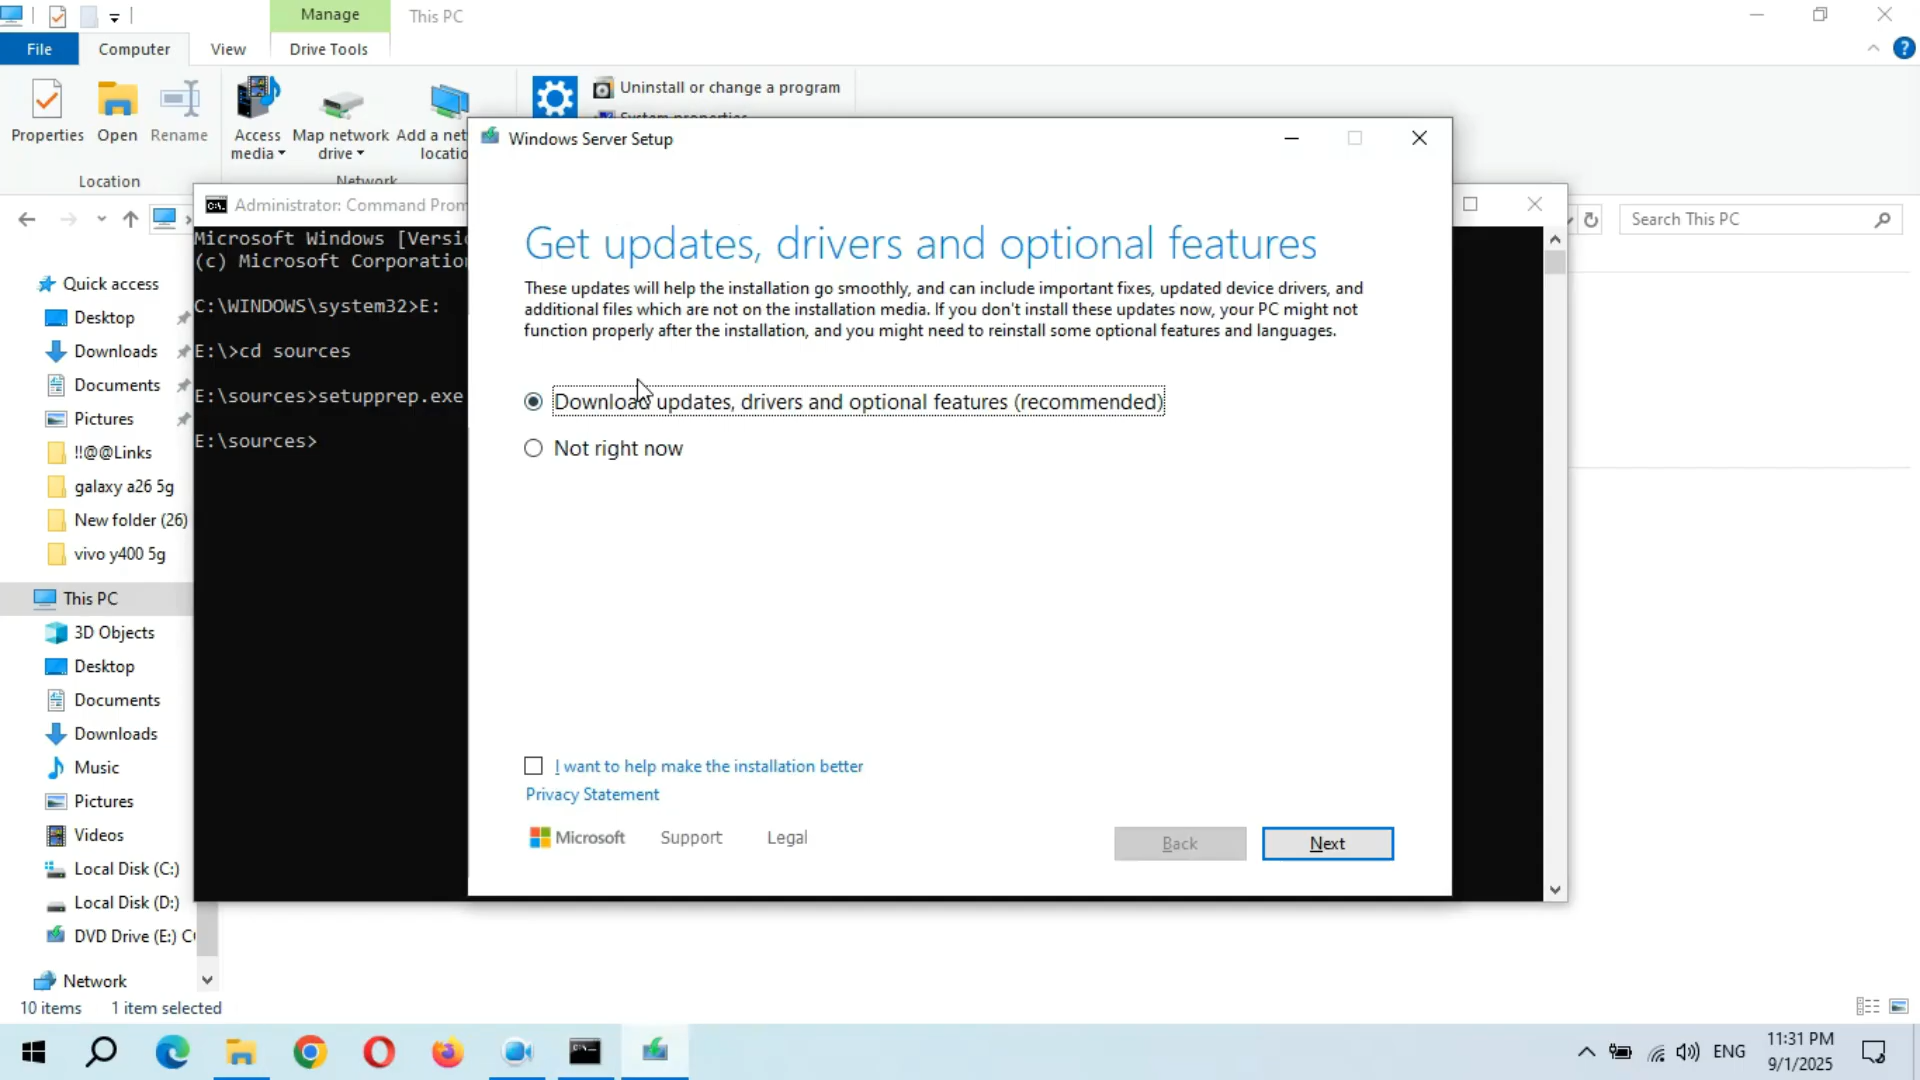 Manage
This PC
File
Computer
View
Drive Tools
Properties
Open
Rename
Access
media
Map network
drive
Add a net
locatio
Uninstall or change a program
Location
Network
Windows Server Setup
Administrator: Command Prom
Search This PC
Microsoft Windows [Versi
(c) Microsoft Corporation
C:\WINDOWS\system32>E:
E:\>cd sources
E:\sources>setupprep.exe
E:\sources>
Get updates, drivers and optional features
These updates will help the installation go smoothly, and can include important fixes, updated device drivers, and
additional files which are not on the installation media. If you don't install these updates now, your PC might not
function properly after the installation, and you might need to reinstall some optional features and languages.
Download updates, drivers and optional features (recommended)
Not right now
I want to help make the installation better
Privacy Statement
Microsoft
Support
Legal
Back
Next
Quick access
Desktop
Downloads
Documents
Pictures
!!@@Links
galaxy a26 5g
New folder (26)
vivo y400 5g
This PC
3D Objects
Desktop
Documents
Downloads
Music
Pictures
Videos
Local Disk (C:)
Local Disk (D:)
DVD Drive (E:) C
Network
10 items
1 item selected
ENG
11:31 PM
9/1/2025